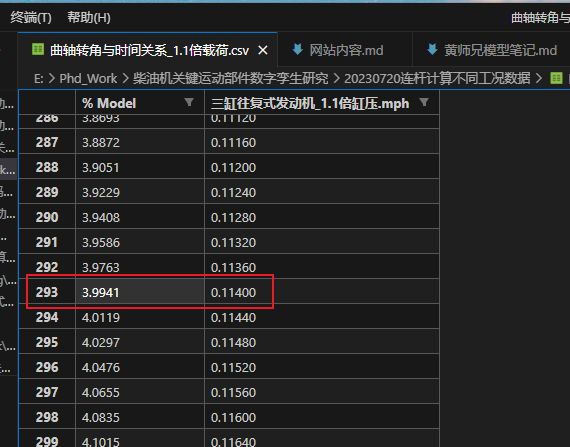 终端(T) 帮助(H) 曲轴转角与
曲轴转角与时间关系_1.1倍载荷.csv 网站内容.md 黄师兄模型笔记.md
E: > Phd_Work > 柴油机关键运动部件数字孪生研究 > 20230720连杆计算不同工况数据 >
% Model 三缸往复式发动机_1.1倍缸压.mph
286 3.8693 0.11120
287 3.8872 0.11160
288 3.9051 0.11200
289 3.9229 0.11240
290 3.9408 0.11280
291 3.9586 0.11320
292 3.9763 0.11360
293 3.9941 0.11400
294 4.0119 0.11440
295 4.0297 0.11480
296 4.0476 0.11520
297 4.0655 0.11560
298 4.0835 0.11600
299 4.1015 0.11640